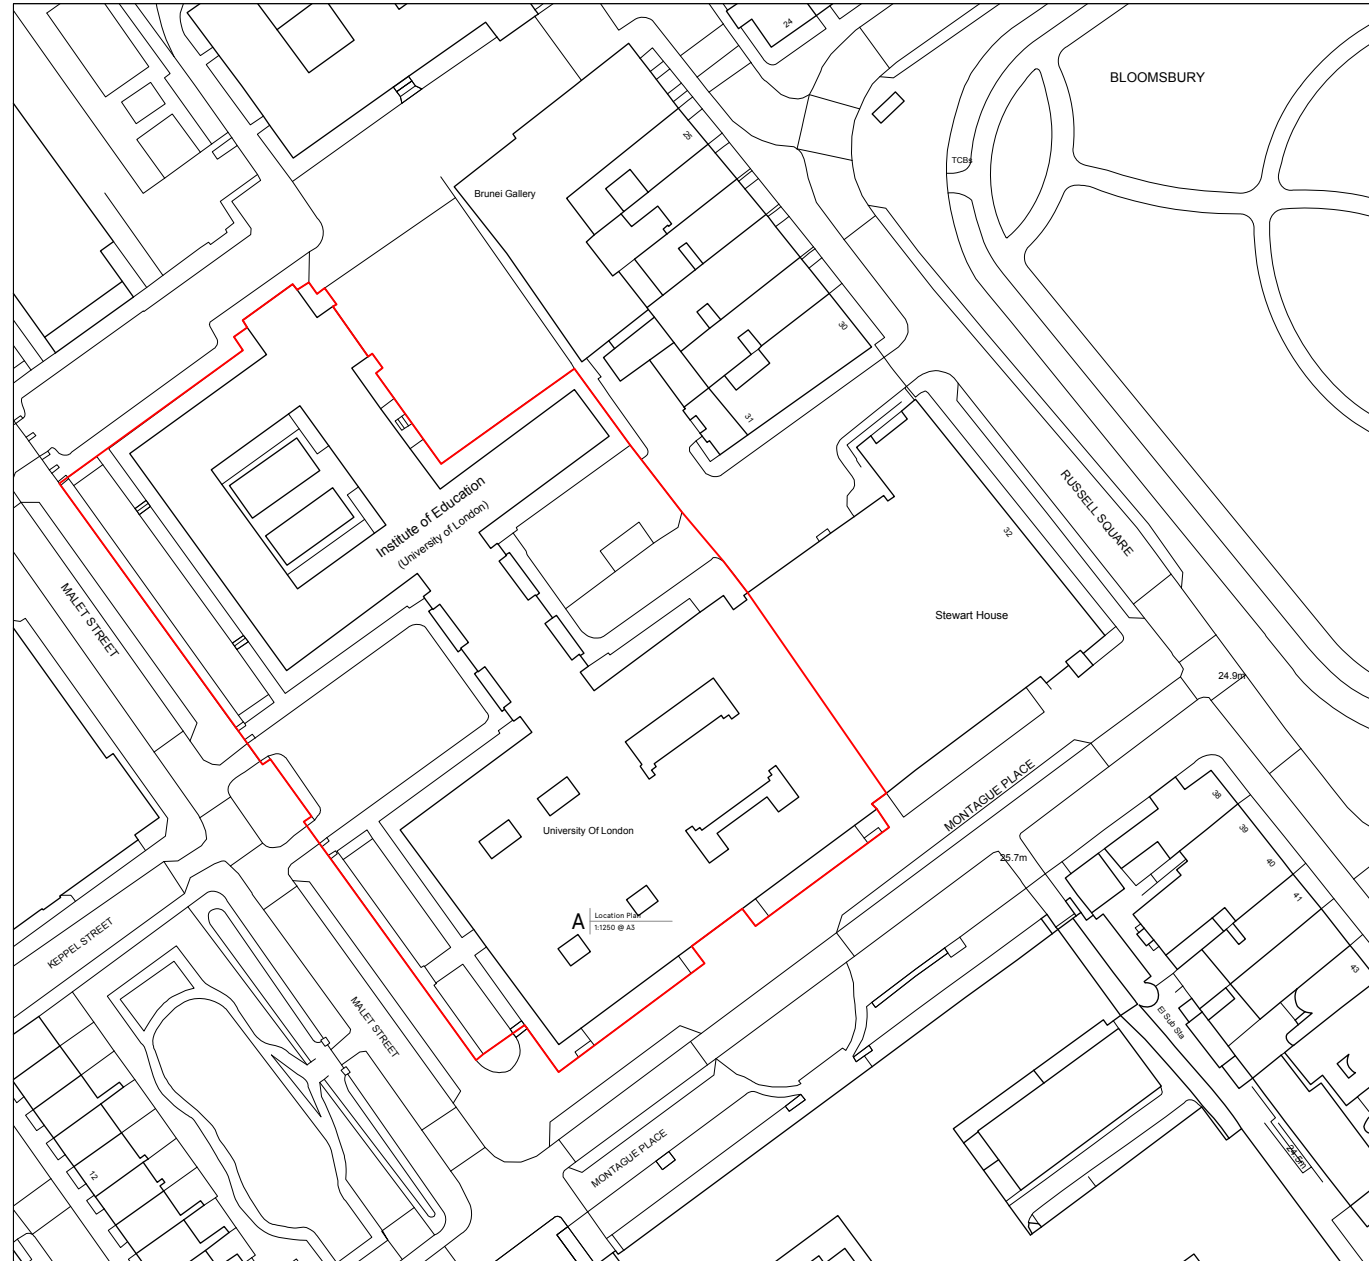 24
BLOOMSBURY
TCBs
26
Brunei Gallery
30
31
Institute of Education
(University of London)
RUSSELL SQUARE
32
MALET STREET
Stewart House
24.9m
MONTAGUE PLACE
38
University Of London
39
25.7m
40
41
A
Location Plan
1:1250 @ A3
KEPPEL STREET
43
MALET STREET
El Sub Sta
MONTAGUE PLACE
24.5m
12